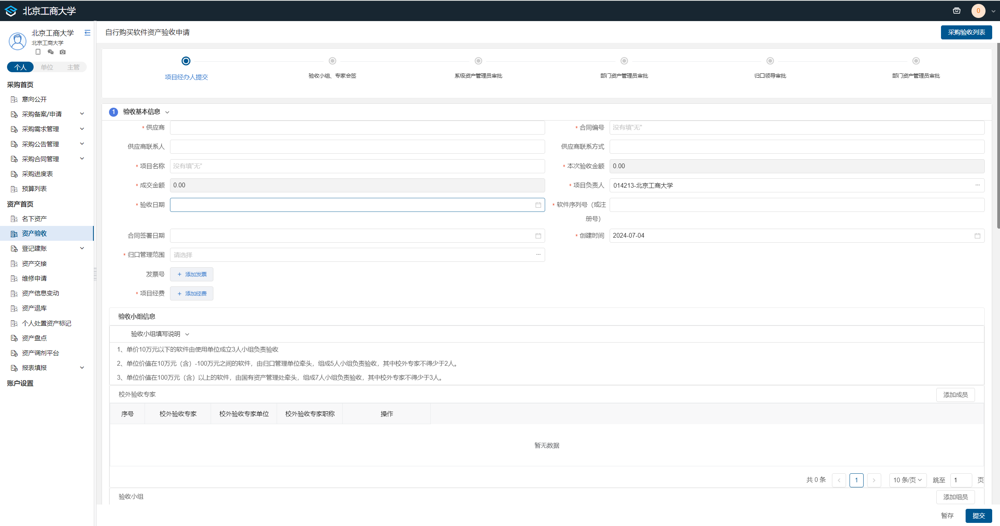 北京工商大学
0
北京工商大学
北京工商大学
个人 单位 主管
采购首页
意向公开
采购备案/申请
采购需求管理
采购公告管理
采购合同管理
采购进度表
预算列表
资产首页
名下资产
资产验收
登记建账
资产交接
维修申请
资产信息变动
资产退库
个人处置资产标记
资产盘点
资产调剂平台
报表填报
账户设置
自行购买软件资产验收申请
采购验收列表
项目经办人提交 验收小组、专家会签 系级资产管理员审批 部门资产管理员审批 归口领导审批 部门资产管理员审批
1 验收基本信息
* 供应商 * 合同编号 没有填"无"
供应商联系人 供应商联系方式
* 项目名称 没有填“无” * 本次验收金额 0.00
* 成交金额 0.00 * 项目负责人 014213-北京工商大学 ...
* 验收日期 * 软件序列号（或注
册号）
合同签署日期 * 创建时间 2024-07-04
* 归口管理范围 请选择 ...
发票号 + 添加发票
* 项目经费 + 添加经费
验收小组信息
验收小组填写说明
1、单价10万元以下的软件由使用单位成立3人小组负责验收
2、单位价值在10万元（含）-100万元之间的软件，由归口管理单位牵头，组成5人小组负责验收，其中校外专家不得少于2人。
3、单位价值在100万元（含）以上的软件，由国有资产管理处牵头，组成7人小组负责验收，其中校外专家不得少于3人。
校外验收专家 添加成员
序号 校外验收专家 校外验收专家单位 校外验收专家职称 操作
暂无数据
共 0 条 < 1 > 10 条/页 跳至 1 页
验收小组 添加组员
暂存 提交